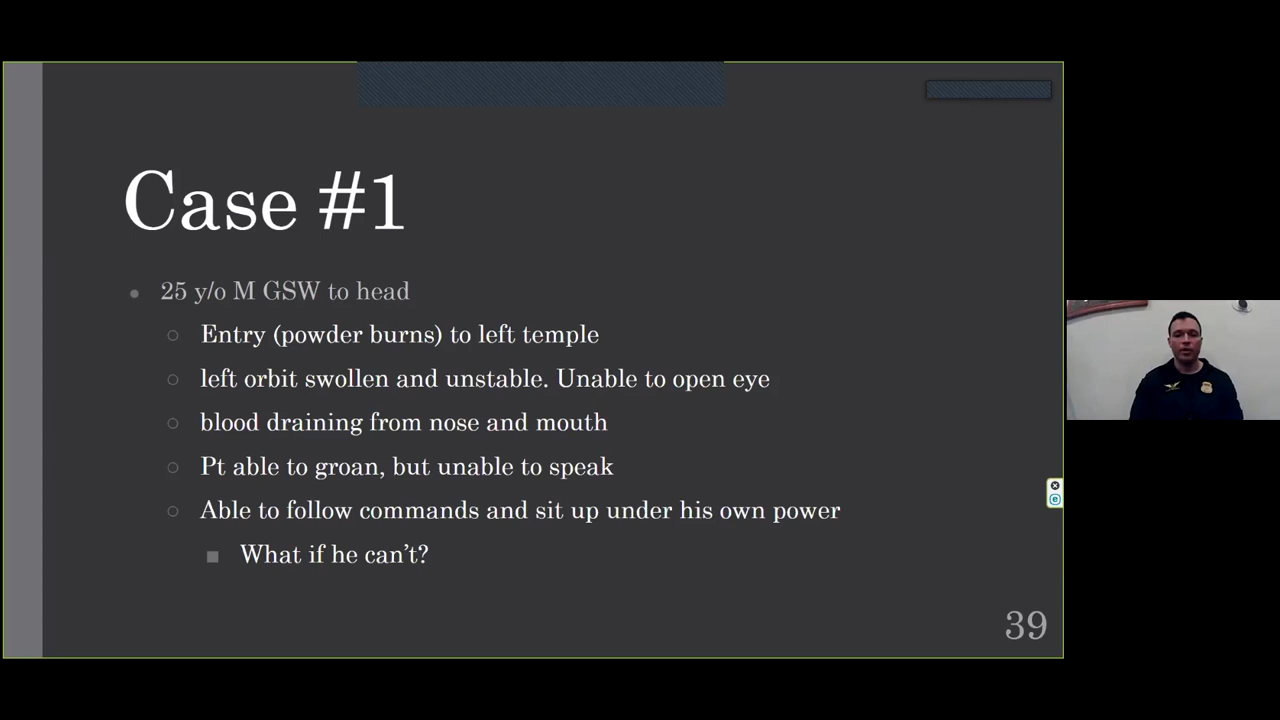 Case #1
25 y/o M GSW to head
Entry (powder burns) to left temple
left orbit swollen and unstable. Unable to open eye
blood draining from nose and mouth
Pt able to groan, but unable to speak
Able to follow commands and sit up under his own power
What if he can’t?
39